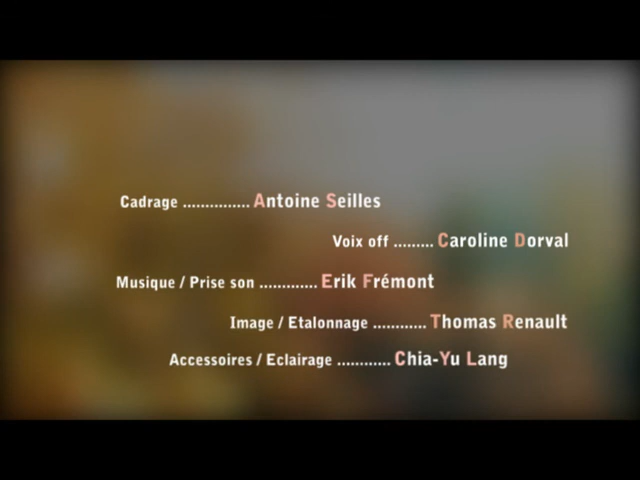 Cadrage ............... Antoine Seilles
Voix off ......... Caroline Dorval
Musique / Prise son ............. Erik Frémont
Image / Etalonnage ............ Thomas Renault
Accessoires / Eclairage ............ Chia-Yu Lang